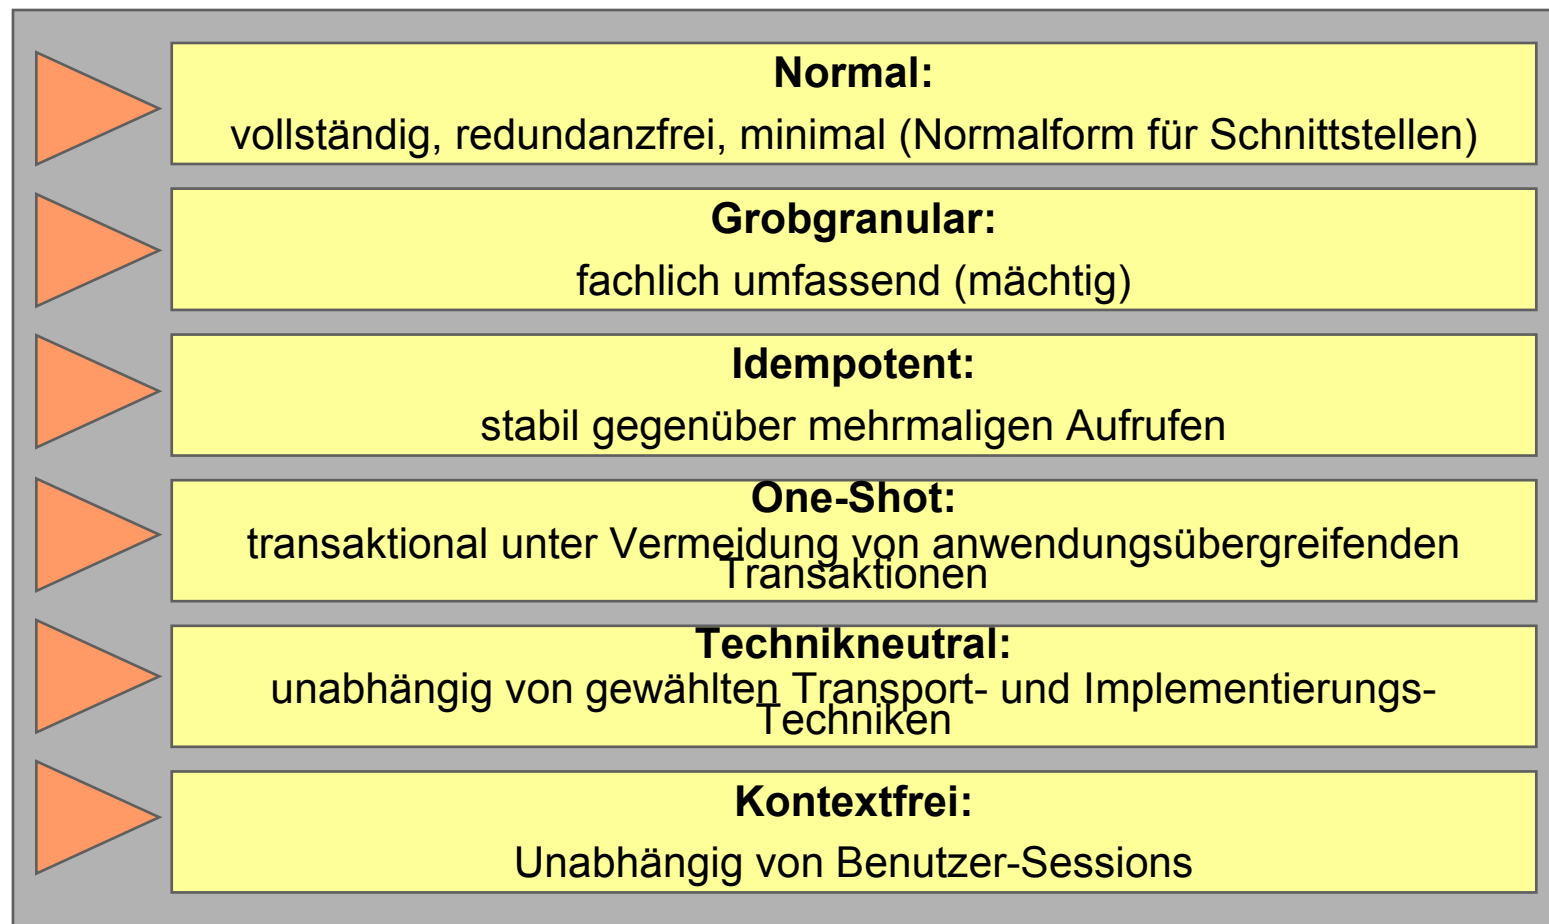 Normal:
vollständig, redundanzfrei, minimal (Normalform für Schnittstellen)
Grobgranular:
fachlich umfassend (mächtig)
Idempotent:
stabil gegenüber mehrmaligen Aufrufen
One-Shot:
transaktional unter Vermeidung von anwendungsübergreifenden
Transaktionen
Technikneutral:
unabhängig von gewählten Transport- und Implementierungs-
Techniken
Kontextfrei:
Unabhängig von Benutzer-Sessions